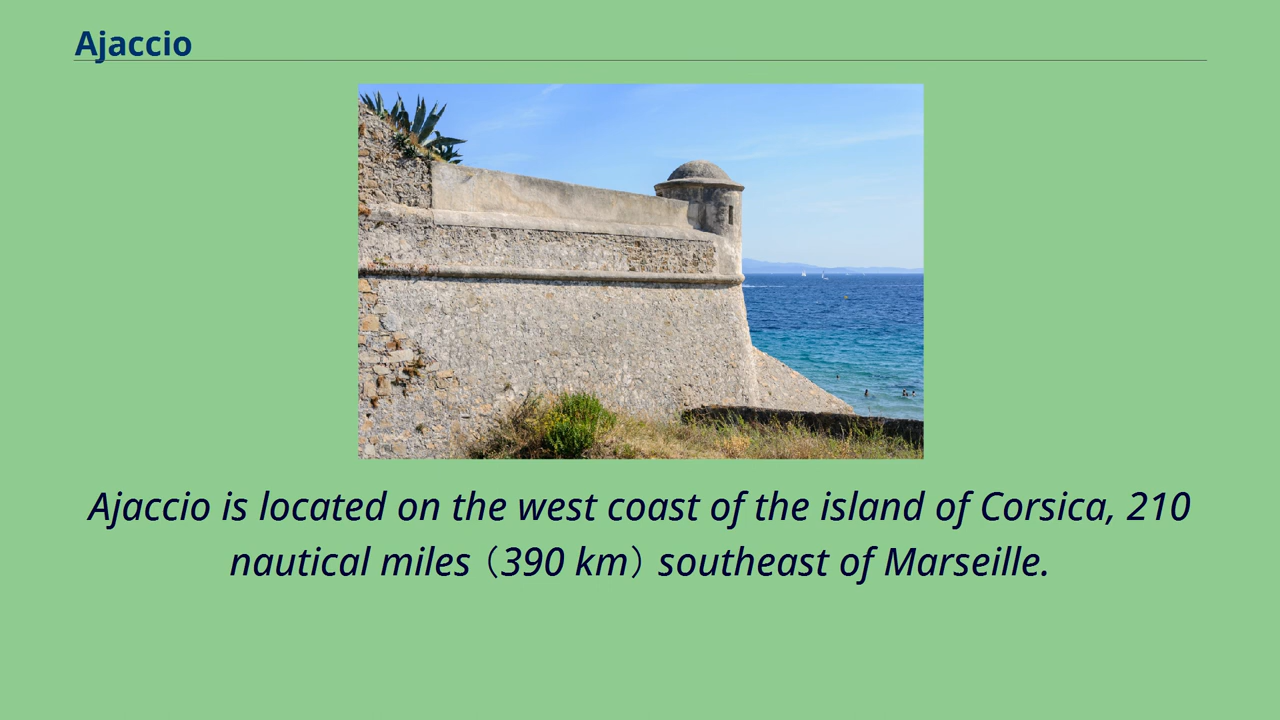 Ajaccio
Ajaccio is located on the west coast of the island of Corsica, 210
nautical miles（390 km）southeast of Marseille.